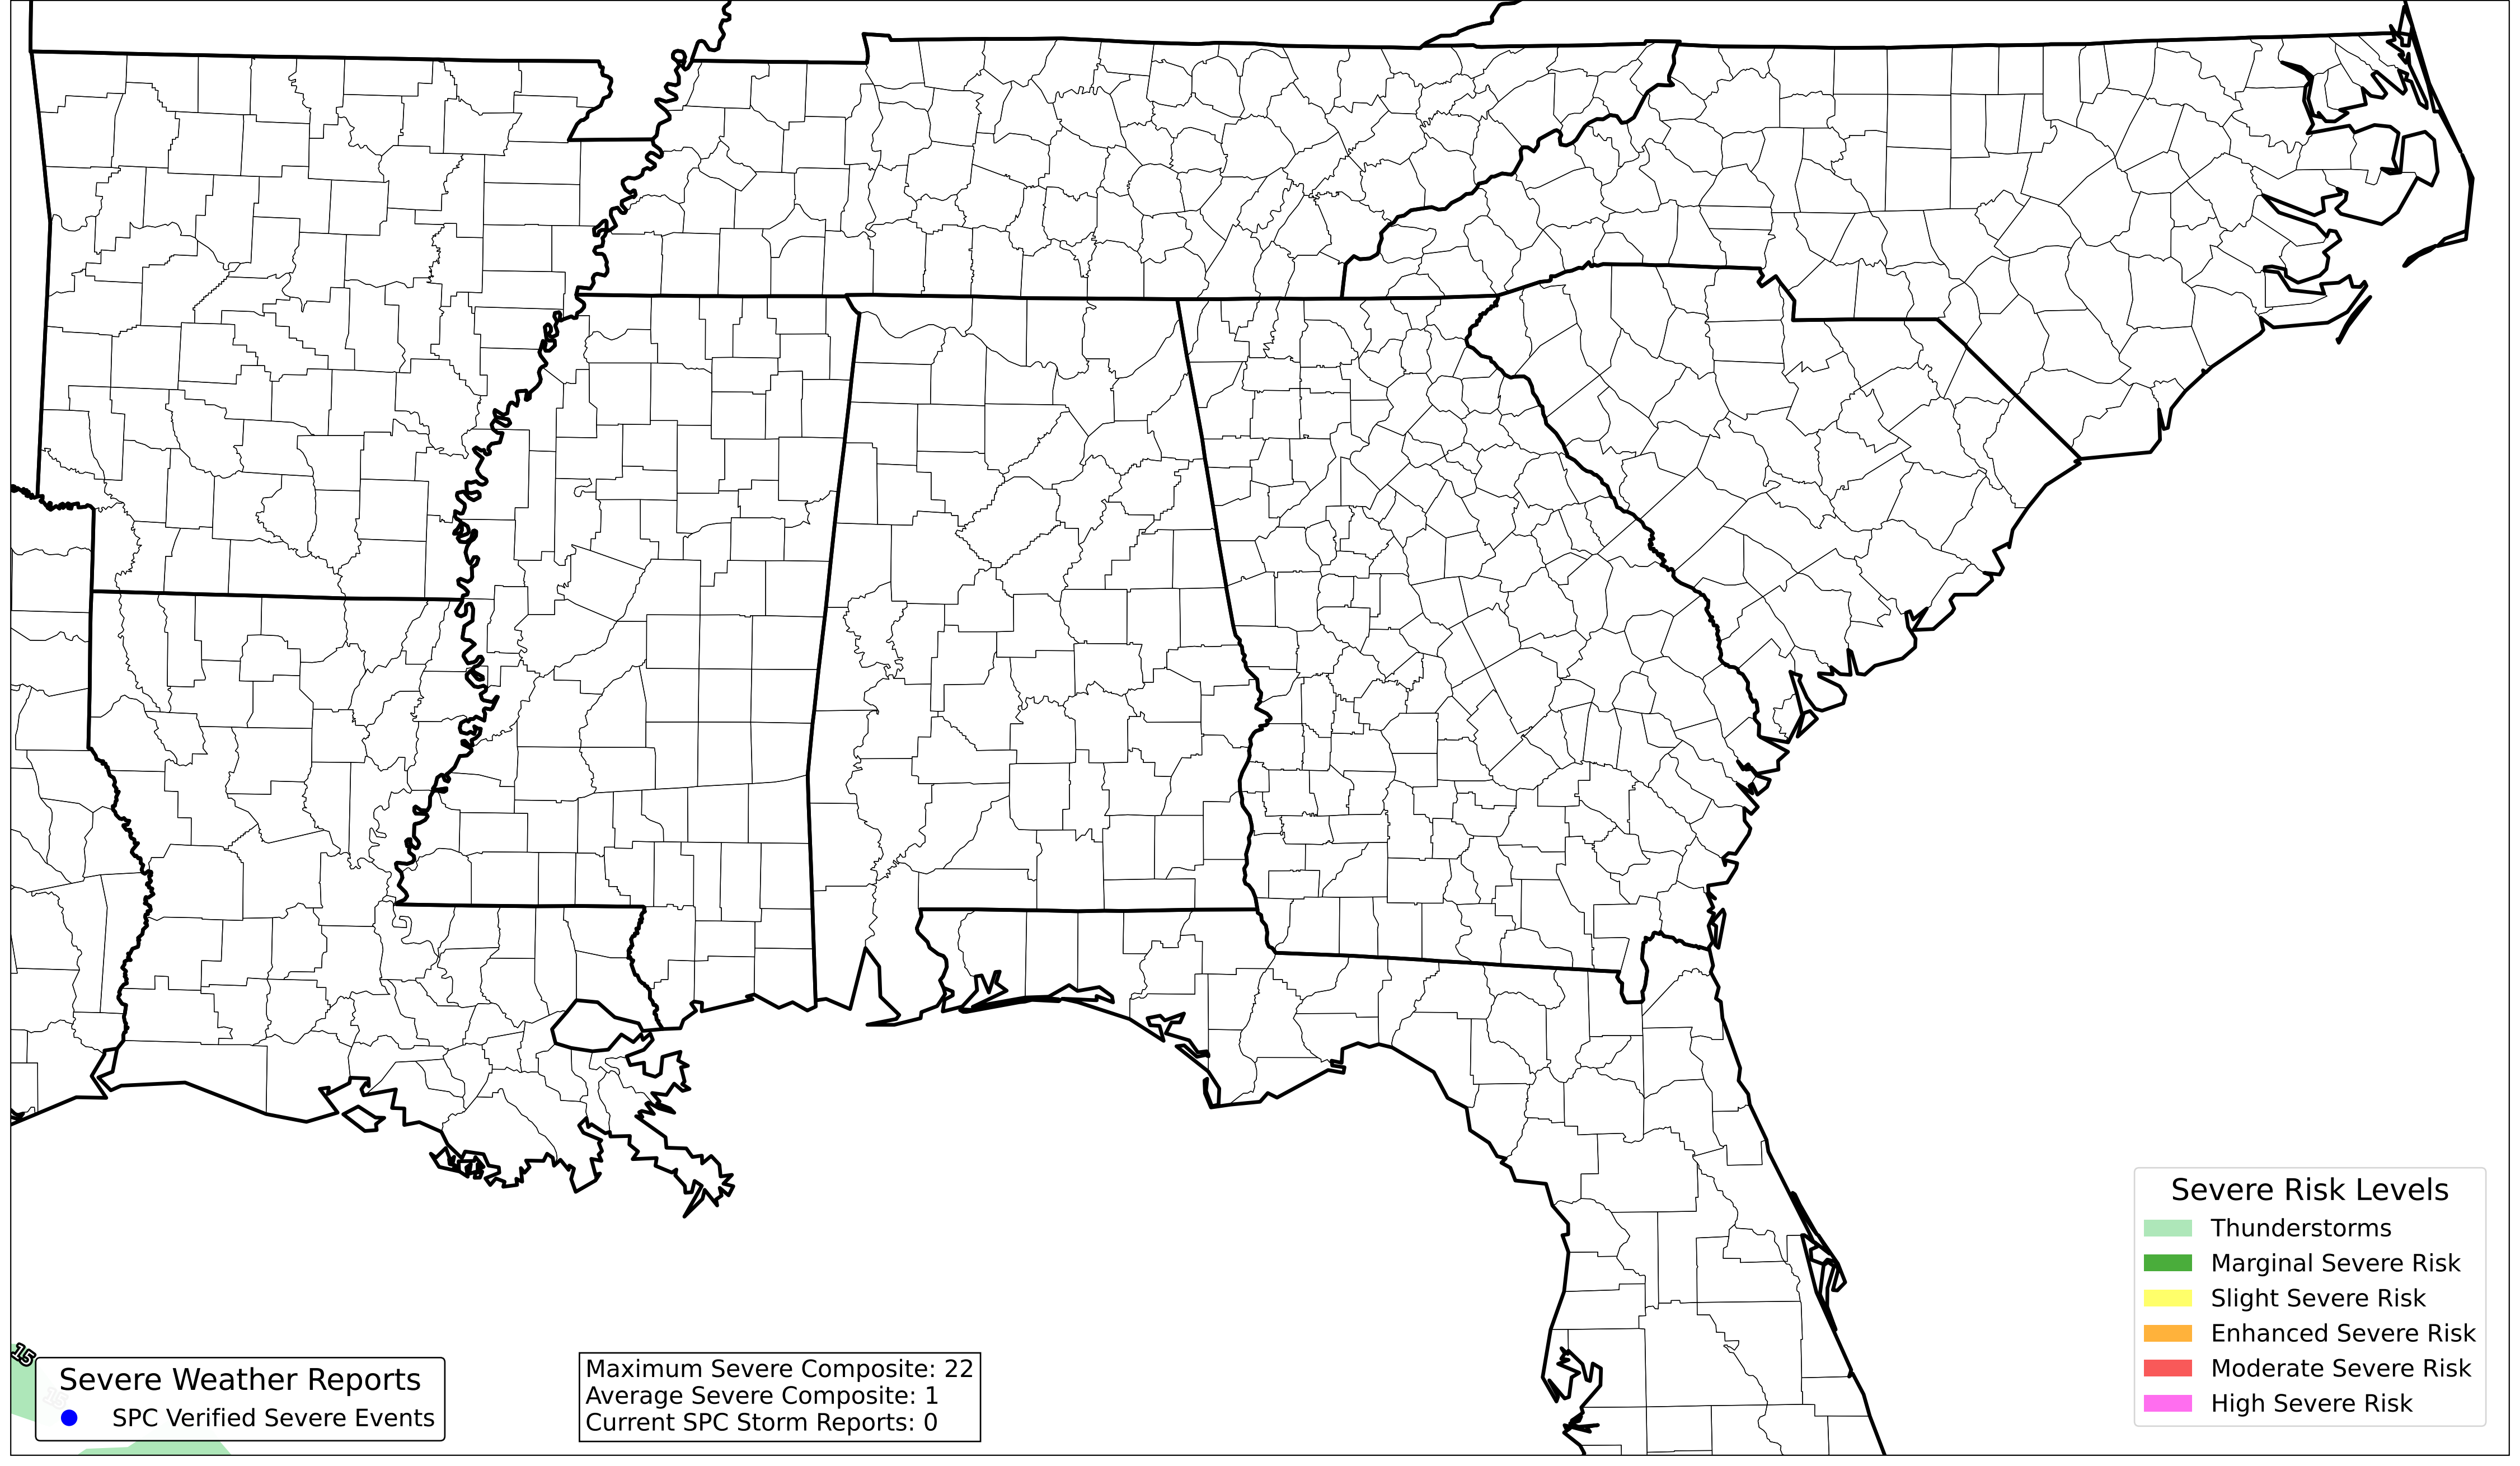 15
Severe Weather Reports
SPC Verified Severe Events
Maximum Severe Composite: 22
Average Severe Composite: 1
Current SPC Storm Reports: 0
Severe Risk Levels
Thunderstorms
Marginal Severe Risk
Slight Severe Risk
Enhanced Severe Risk
Moderate Severe Risk
High Severe Risk